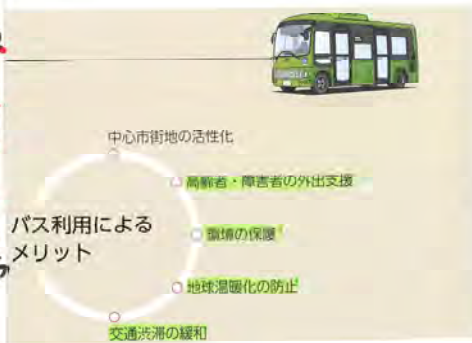 中心市街地の活性化
高齢者・障害者の外出支援
環境の保護
バス利用による
メリット
地球温暖化の防止
交通渋滞の緩和